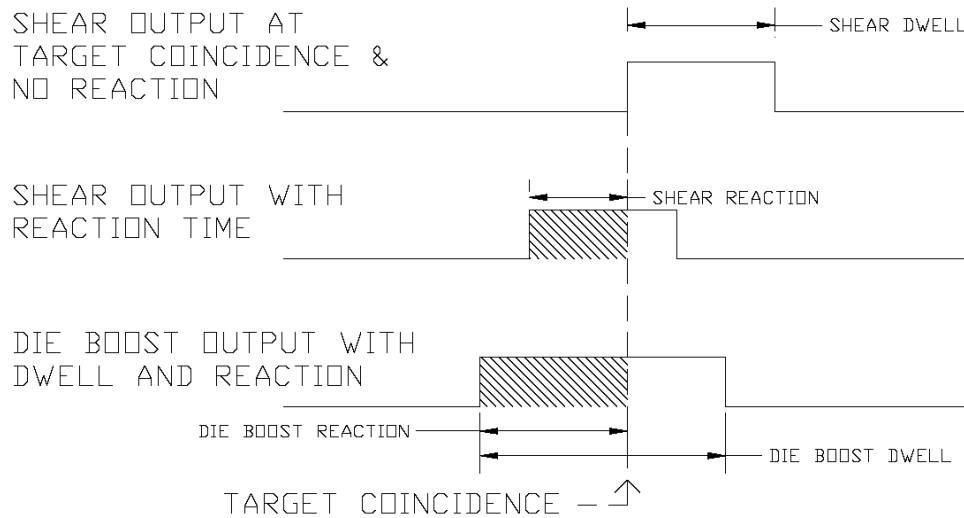 SHEAR OUTPUT AT
TARGET COINCIDENCE &
NO REACTION
SHEAR DWELL
SHEAR OUTPUT WITH
REACTION TIME
SHEAR REACTION
DIE BOOST OUTPUT WITH
DWELL AND REACTION
DIE BOOST REACTION
DIE BOOST DWELL
TARGET COINCIDENCE